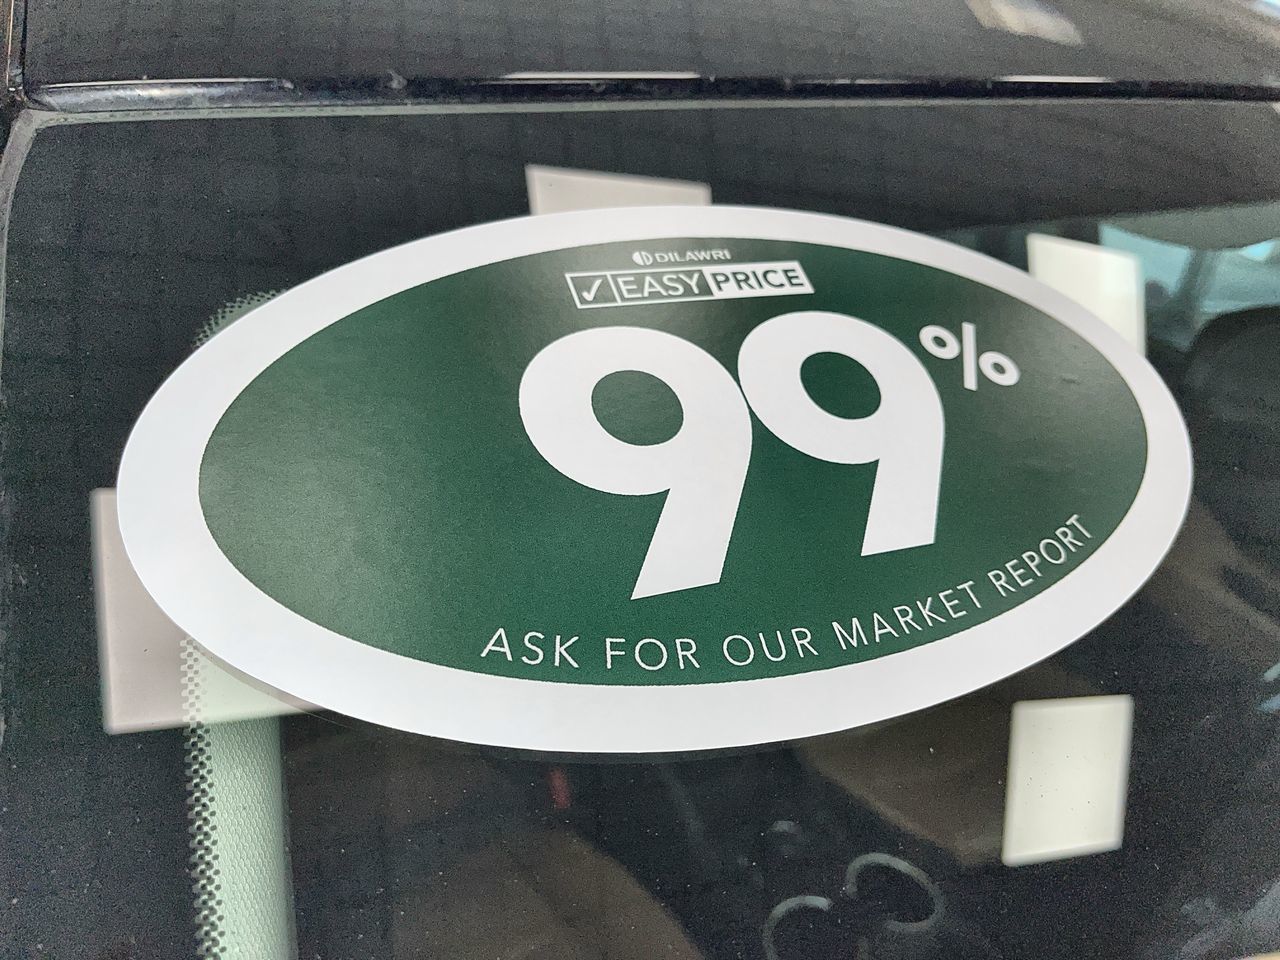 DILAWRI
✓ EASY PRICE
99%
ASK FOR OUR MARKET REPORT